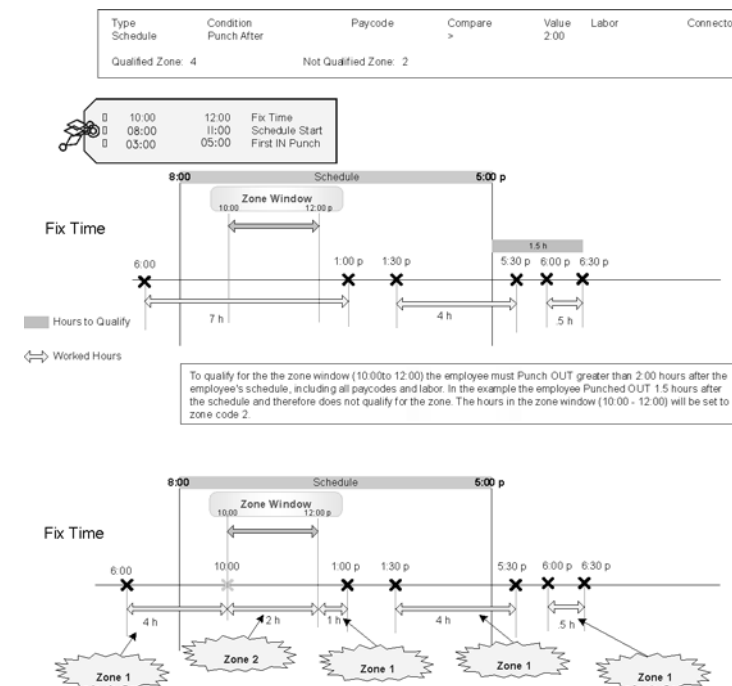 Type Condition Paycode Compare Value Labor Connecto
Schedule Punch After > 2:00
Qualified Zone: 4 Not Qualified Zone: 2
10:00 12:00 Fix Time
08:00 11:00 Schedule Start
03:00 05:00 First IN Punch
8:00 Schedule 5:00 p
Zone Window
10:00 12:00 p
Fix Time
1.5 h
6:00 1:00 p 1:30 p 5:30 p 6:00 p 6:30 p
7 h 4 h .5 h
Hours to Qualify
Worked Hours
To qualify for the the zone window (10:00to 12:00) the employee must Punch OUT greater than 2:00 hours after the
employee's schedule, including all paycodes and labor. In the example the employee Punched OUT 1.5 hours after
the schedule and therefore does not qualify for the zone. The hours in the zone window (10:00 - 12:00) will be set to
zone code 2.
8:00 Schedule 5:00 p
Zone Window
10:00 12:00 p
Fix Time
6:00 10:00 1:00 p 1:30 p 5:30 p 6:00 p 6:30 p
4 h 2 h 1 h 4 h .5 h
Zone 1 Zone 2 Zone 1 Zone 1 Zone 1